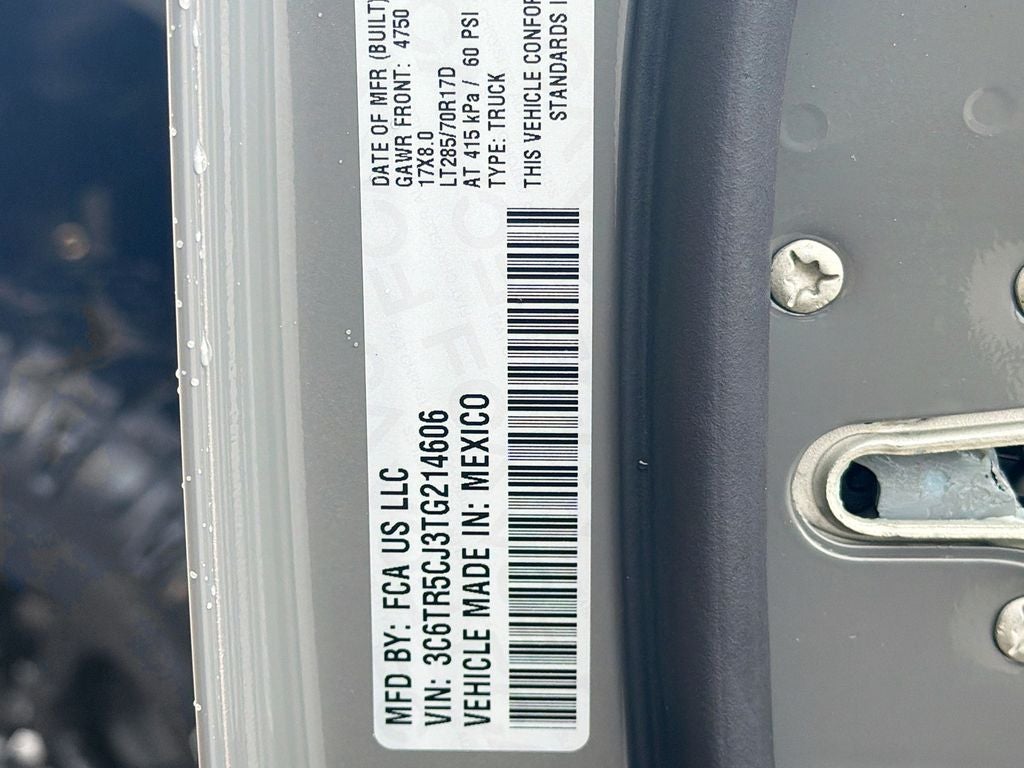 MFD BY: FCA US LLC
VIN: 3C6TR5CJ3TG214606
VEHICLE MADE IN: MEXICO
DATE OF MFR (BUILT)
GAWR FRONT: 4750
17X8.0
LT285/70R17D
AT 415 kPa / 60 PSI
TYPE: TRUCK
THIS VEHICLE CONFOR
STANDARDS I